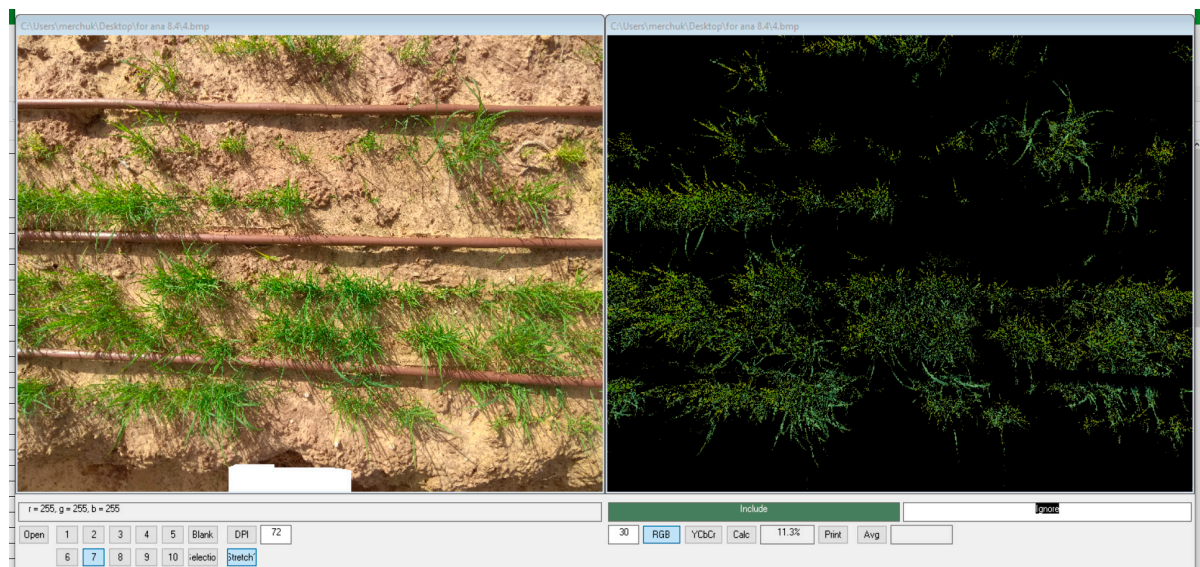 C:\Users\merchuk\Desktop\for ana 8.4\4.bmp
C:\Users\merchuk\Desktop\for ana 8.4\4.bmp
r = 255, g = 255, b = 255
Include
Ignore
Open 1 2 3 4 5 Blank DPI 72
30 RGB YCbCr Calc 11.3% Print Avg
6 7 8 9 10 Selectio Stretch?